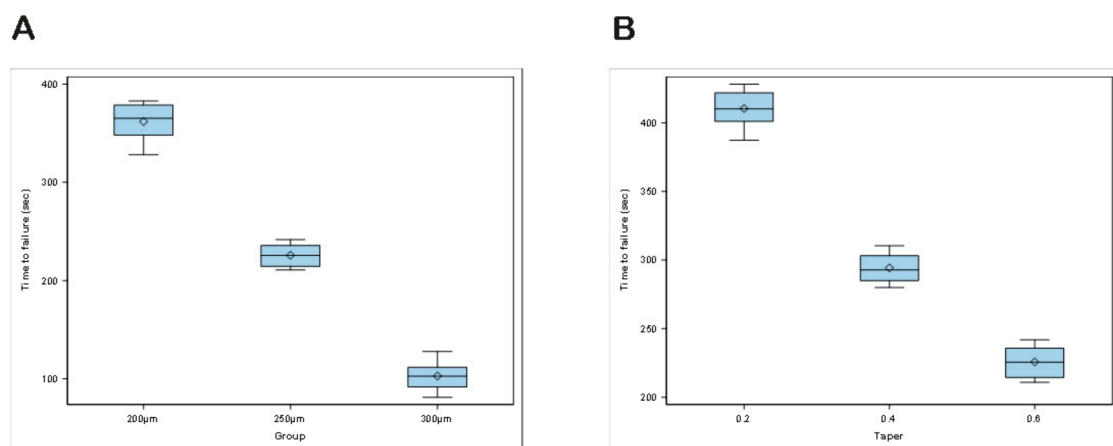 A
B
400
300
200
100
Time to failure (sec)
200µm
250µm
300µm
Group
400
350
300
250
200
Time to failure (sec)
0.2
0.4
0.6
Taper